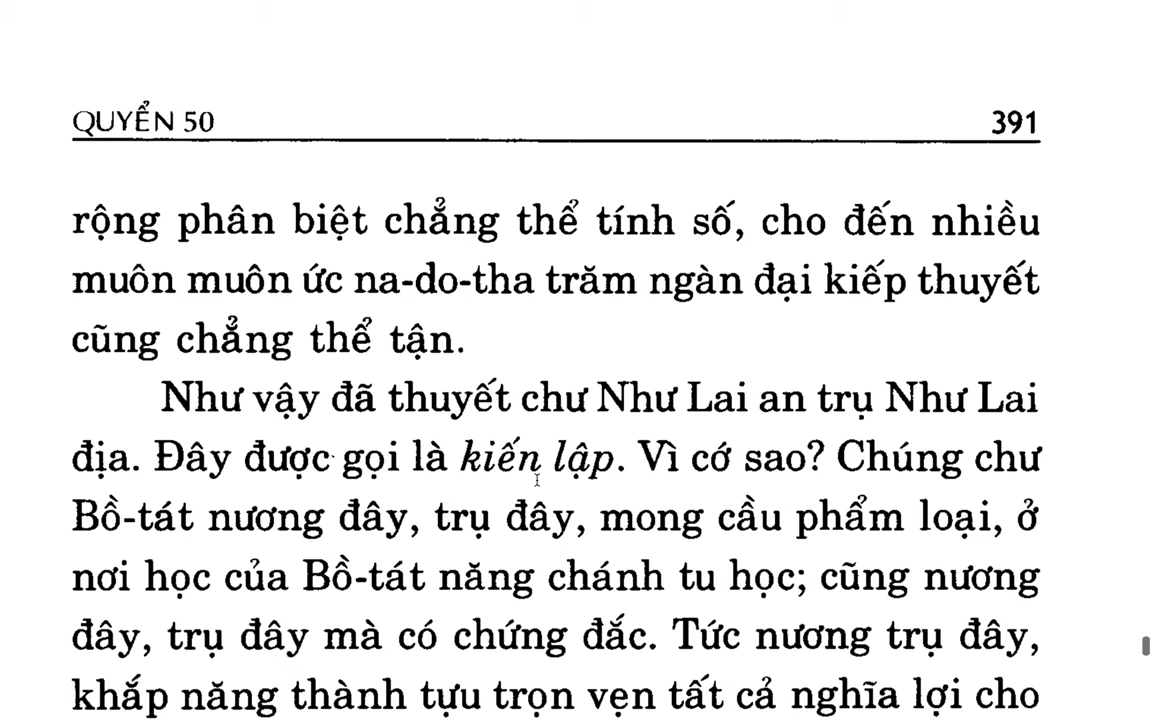 QUYỂN 50 391
rộng phân biệt chẳng thể tính số, cho đến nhiều
muôn muôn ức na-do-tha trăm ngàn đại kiếp thuyết
cũng chẳng thể tận.
Như vậy đã thuyết chư Như Lai an trụ Như Lai
địa. Đây được gọi là kiến lập. Vì cớ sao? Chúng chư
Bồ-tát nương đây, trụ đây, mong cầu phẩm loại, ở
nơi học của Bồ-tát năng chánh tu học; cũng nương
đây, trụ đây mà có chứng đắc. Tức nương trụ đây,
khắp năng thành tựu trọn vẹn tất cả nghĩa lợi cho